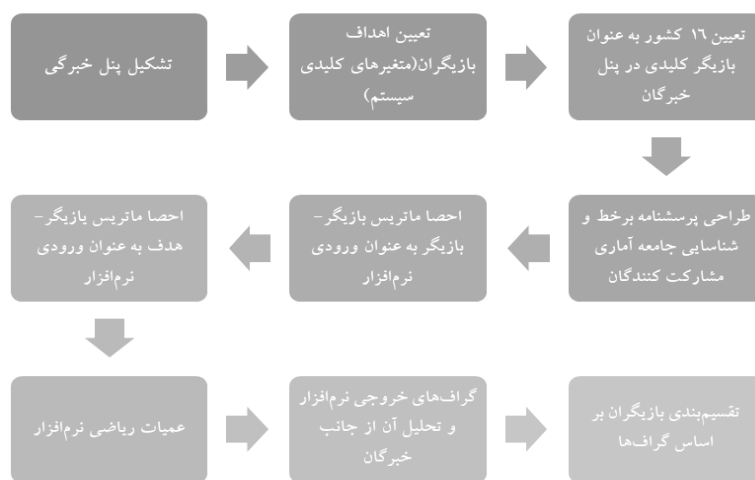 تشکیل پنل خبرگی
تعیین اهداف
بازیگران(متغیرهای کلیدی
سیستم)
تعیین ۱۶ کشور به عنوان
بازیگر کلیدی در پنل
خبرگان
طراحی پرسشنامه برخط و
شناسایی جامعه آماری
مشارکت کنندگان
احصا ماتریس بازیگر-
بازیگر به عنوان ورودی
نرم‌افزار
احصا ماتریس یازیگر-
هدف به عنوان ورودی
نرم‌افزار
عمیات ریاضی نرم‌افزار
گراف‌های خروجی نرم‌افزار
و تحلیل آن از جانب
خبرگان
تقسیم‌بندی بازیگران بر
اساس گراف‌ها